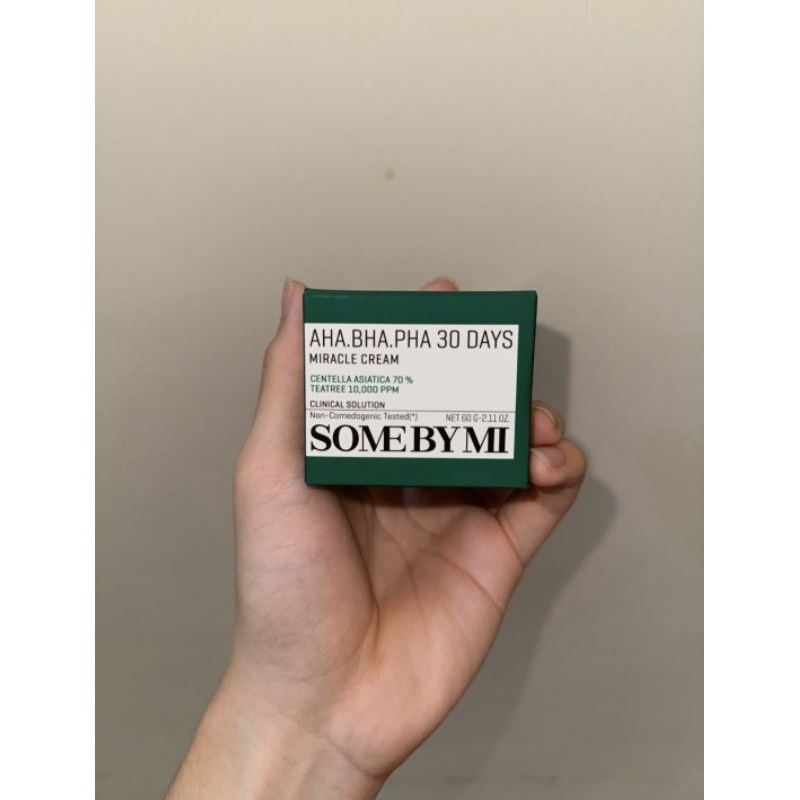 AHA.BHA.PHA 30 DAYS
MIRACLE CREAM
CENTELLA ASIATICA 70 %
TEATREE 10,000 PPM
CLINICAL SOLUTION
Non-Comedogenic Tested(*) NET 60 G-2.11 OZ.
SOME BY MI